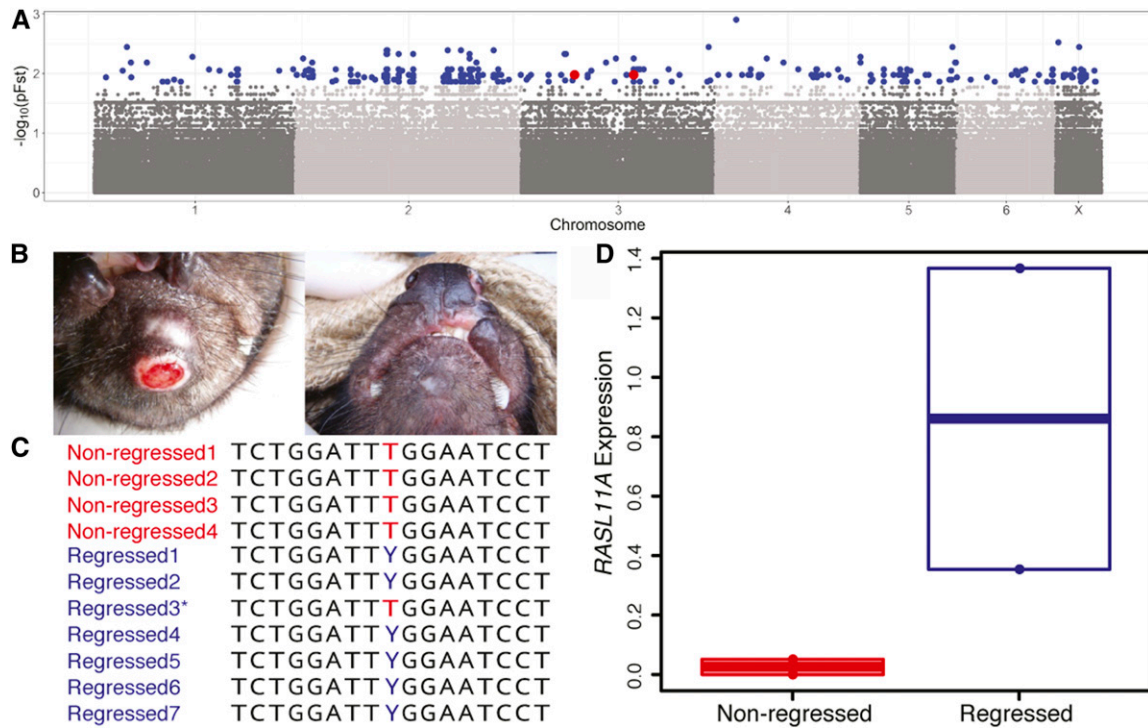 A
3
2
1
0
-log10(pFst)
1 2 3 4 5 6 X
Chromosome
B
C
Non-regressed1 TCTGGATTTGGAATCCT
Non-regressed2 TCTGGATTTGGAATCCT
Non-regressed3 TCTGGATTTGGAATCCT
Non-regressed4 TCTGGATTTGGAATCCT
Regressed1 TCTGGATTYGGAATCCT
Regressed2 TCTGGATTYGGAATCCT
Regressed3* TCTGGATTTGGAATCCT
Regressed4 TCTGGATTYGGAATCCT
Regressed5 TCTGGATTYGGAATCCT
Regressed6 TCTGGATTYGGAATCCT
Regressed7 TCTGGATTYGGAATCCT
D
1.4
1.2
1.0
0.8
0.6
0.4
0.2
0.0
RASL11A Expression
Non-regressed Regressed